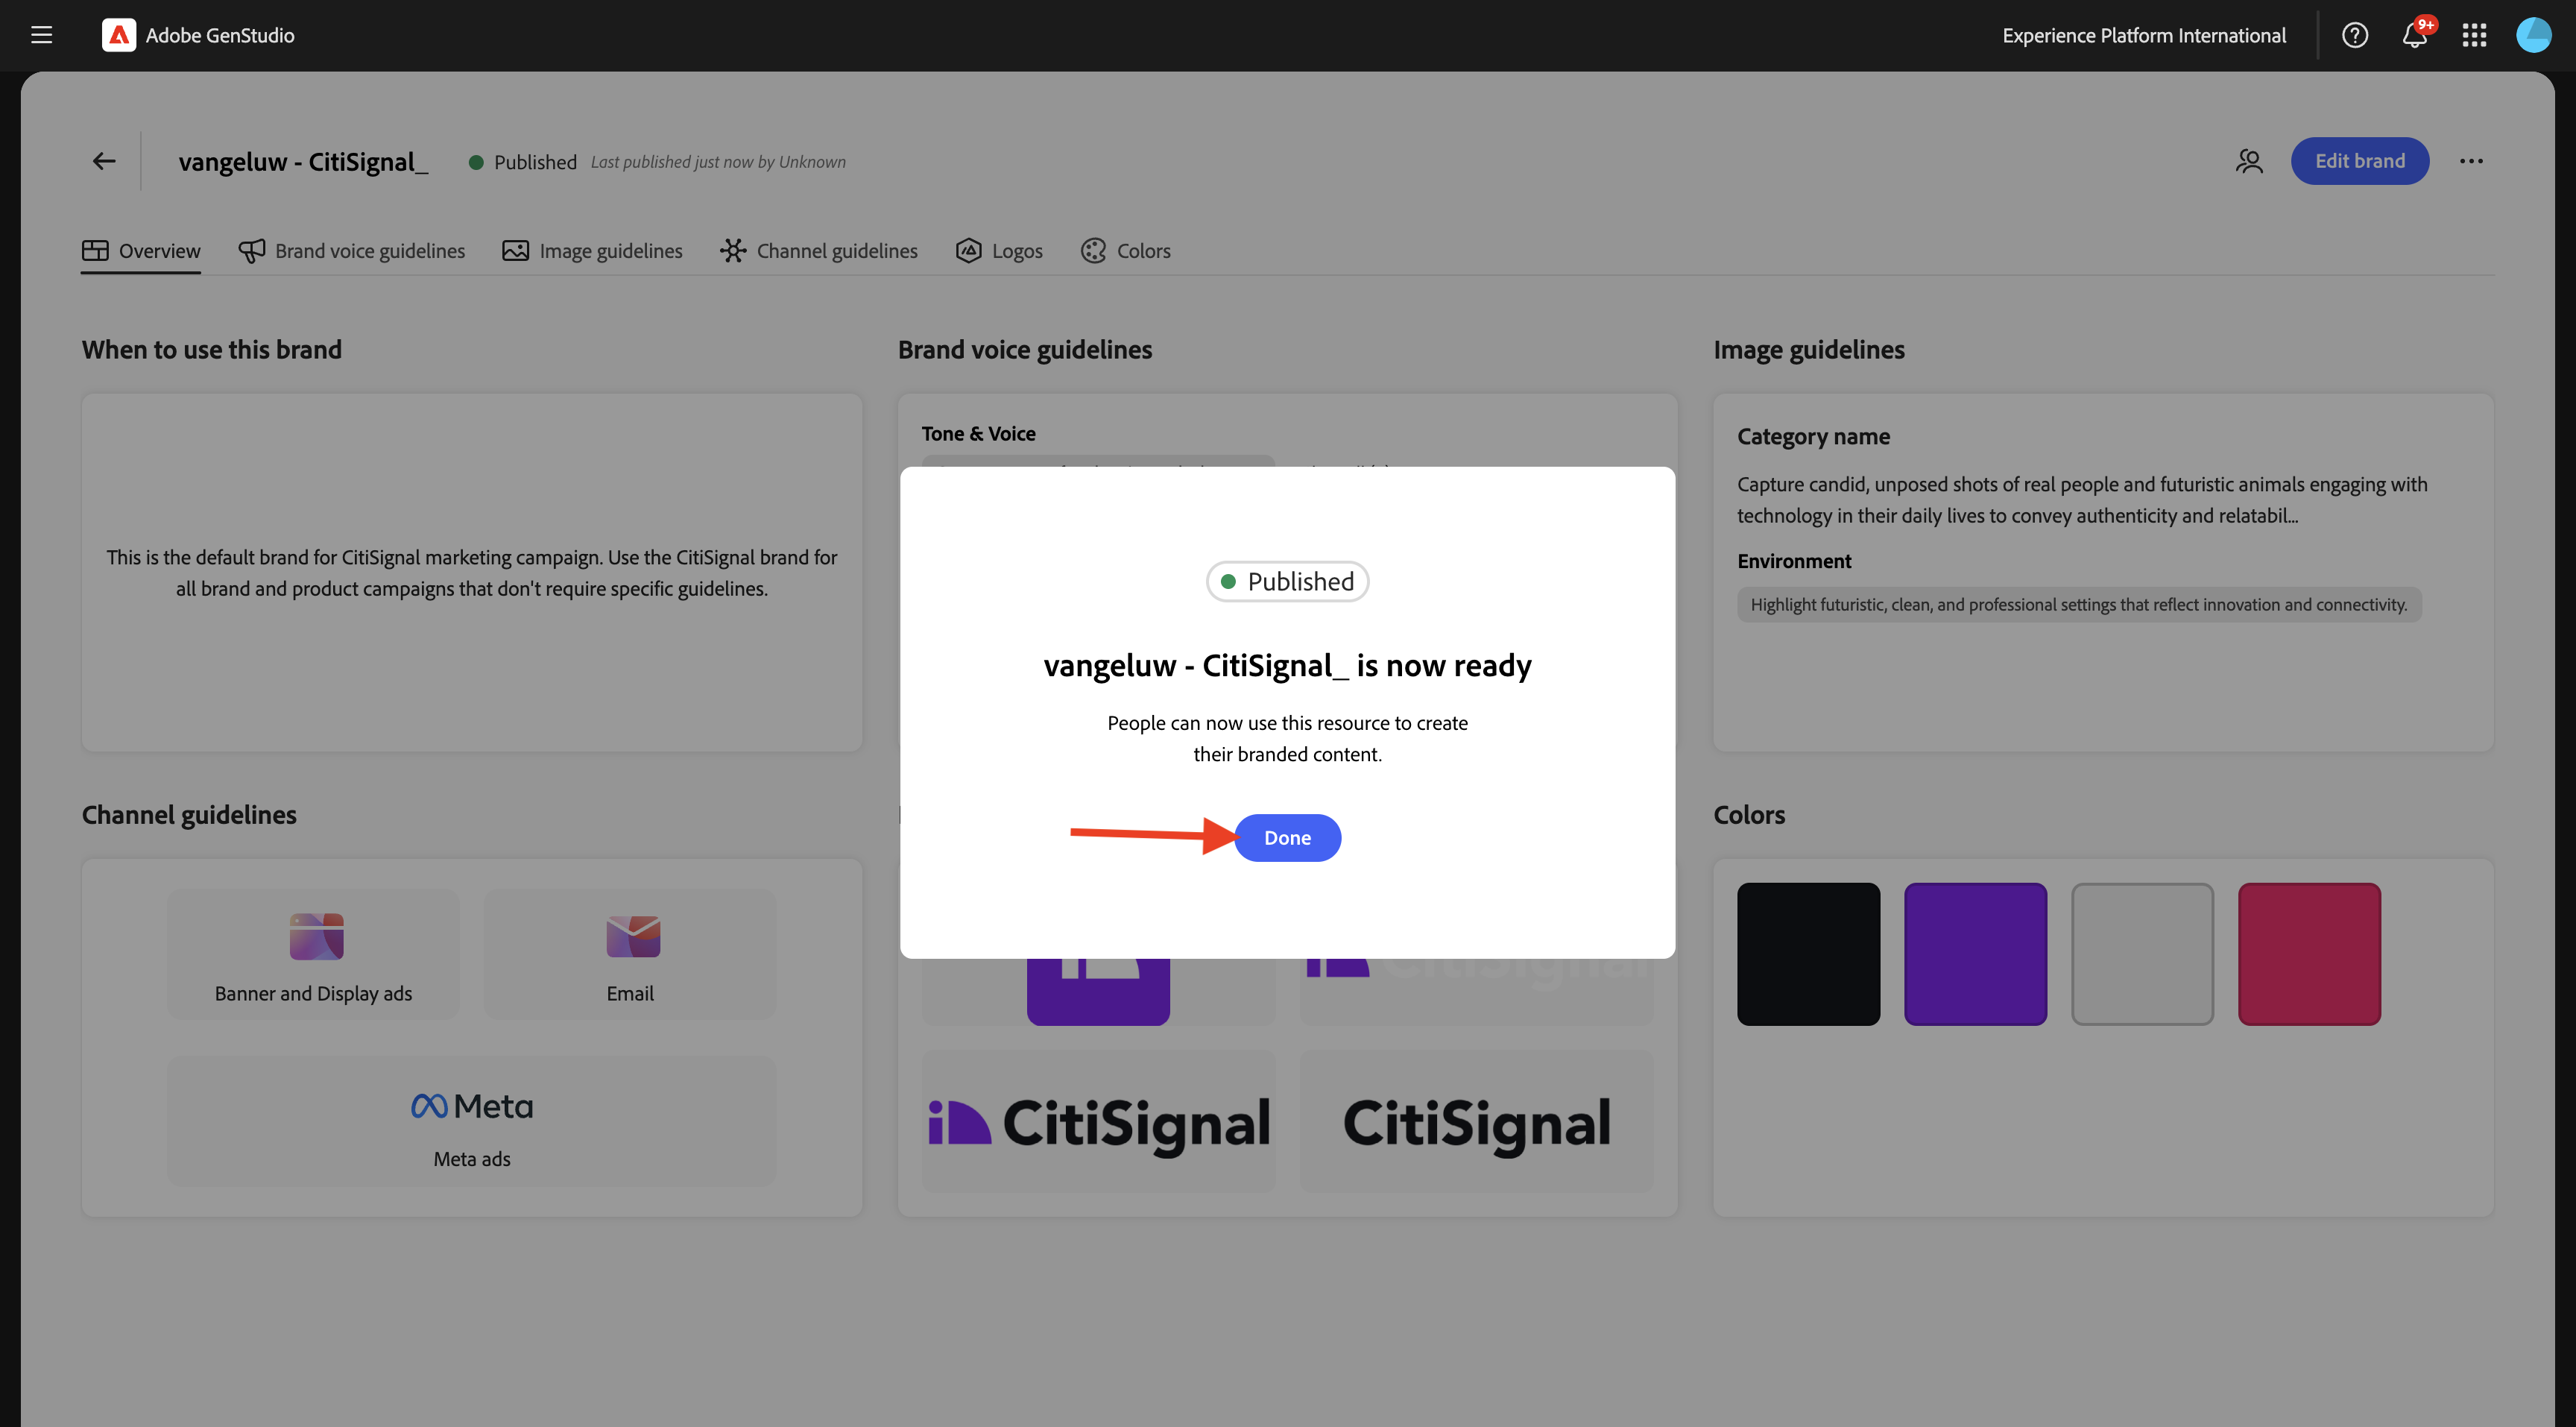 Adobe GenStudio
Experience Platform International
9+
vangeluw - CitiSignal_
Published
Last published just now by Unknown
Edit brand
Overview
Brand voice guidelines
Image guidelines
Channel guidelines
Logos
Colors
When to use this brand
This is the default brand for CitiSignal marketing campaign. Use the CitiSignal brand for
all brand and product campaigns that don't require specific guidelines.
Brand voice guidelines
Tone & Voice
Image guidelines
Category name
Capture candid, unposed shots of real people and futuristic animals engaging with
technology in their daily lives to convey authenticity and relatabil...
Environment
Highlight futuristic, clean, and professional settings that reflect innovation and connectivity.
Published
vangeluw - CitiSignal_ is now ready
People can now use this resource to create
their branded content.
Done
Channel guidelines
Banner and Display ads
Email
Meta
Meta ads
CitiSignal
CitiSignal
CitiSignal
Colors